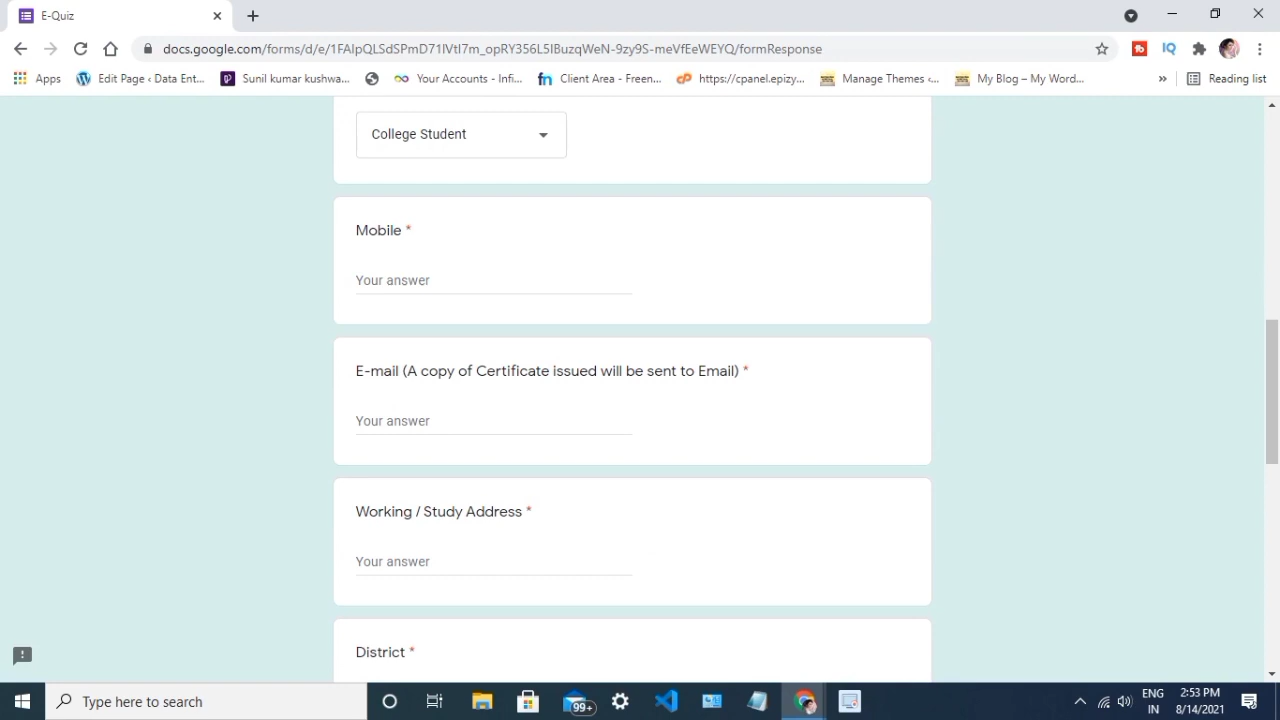 E-Quiz
docs.google.com/forms/d/e/1FAIpQLSdSPmD71lVtI7m_opRY356L5lBuzqWeN-9zy9S-meVfEeWEYQ/formResponse
Apps
Edit Page ‹ Data Ent...
Sunil kumar kushwa...
Your Accounts - Infi...
Client Area - Freen...
https://cpanel.epizy...
Manage Themes ‹...
My Blog – My Word...
»
Reading list
College Student
Mobile *
Your answer
E-mail (A copy of Certificate issued will be sent to Email) *
Your answer
Working / Study Address *
Your answer
District *
Type here to search
99+
ENG
IN
2:53 PM
8/14/2021